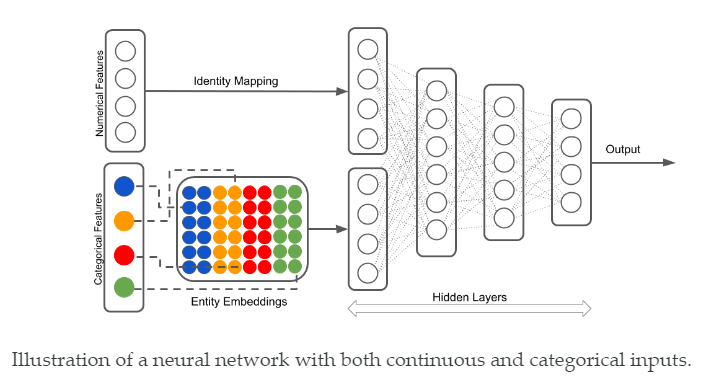 Numerical Features
Identity Mapping
Categorical Features
Entity Embeddings
Hidden Layers
Output
Illustration of a neural network with both continuous and categorical inputs.